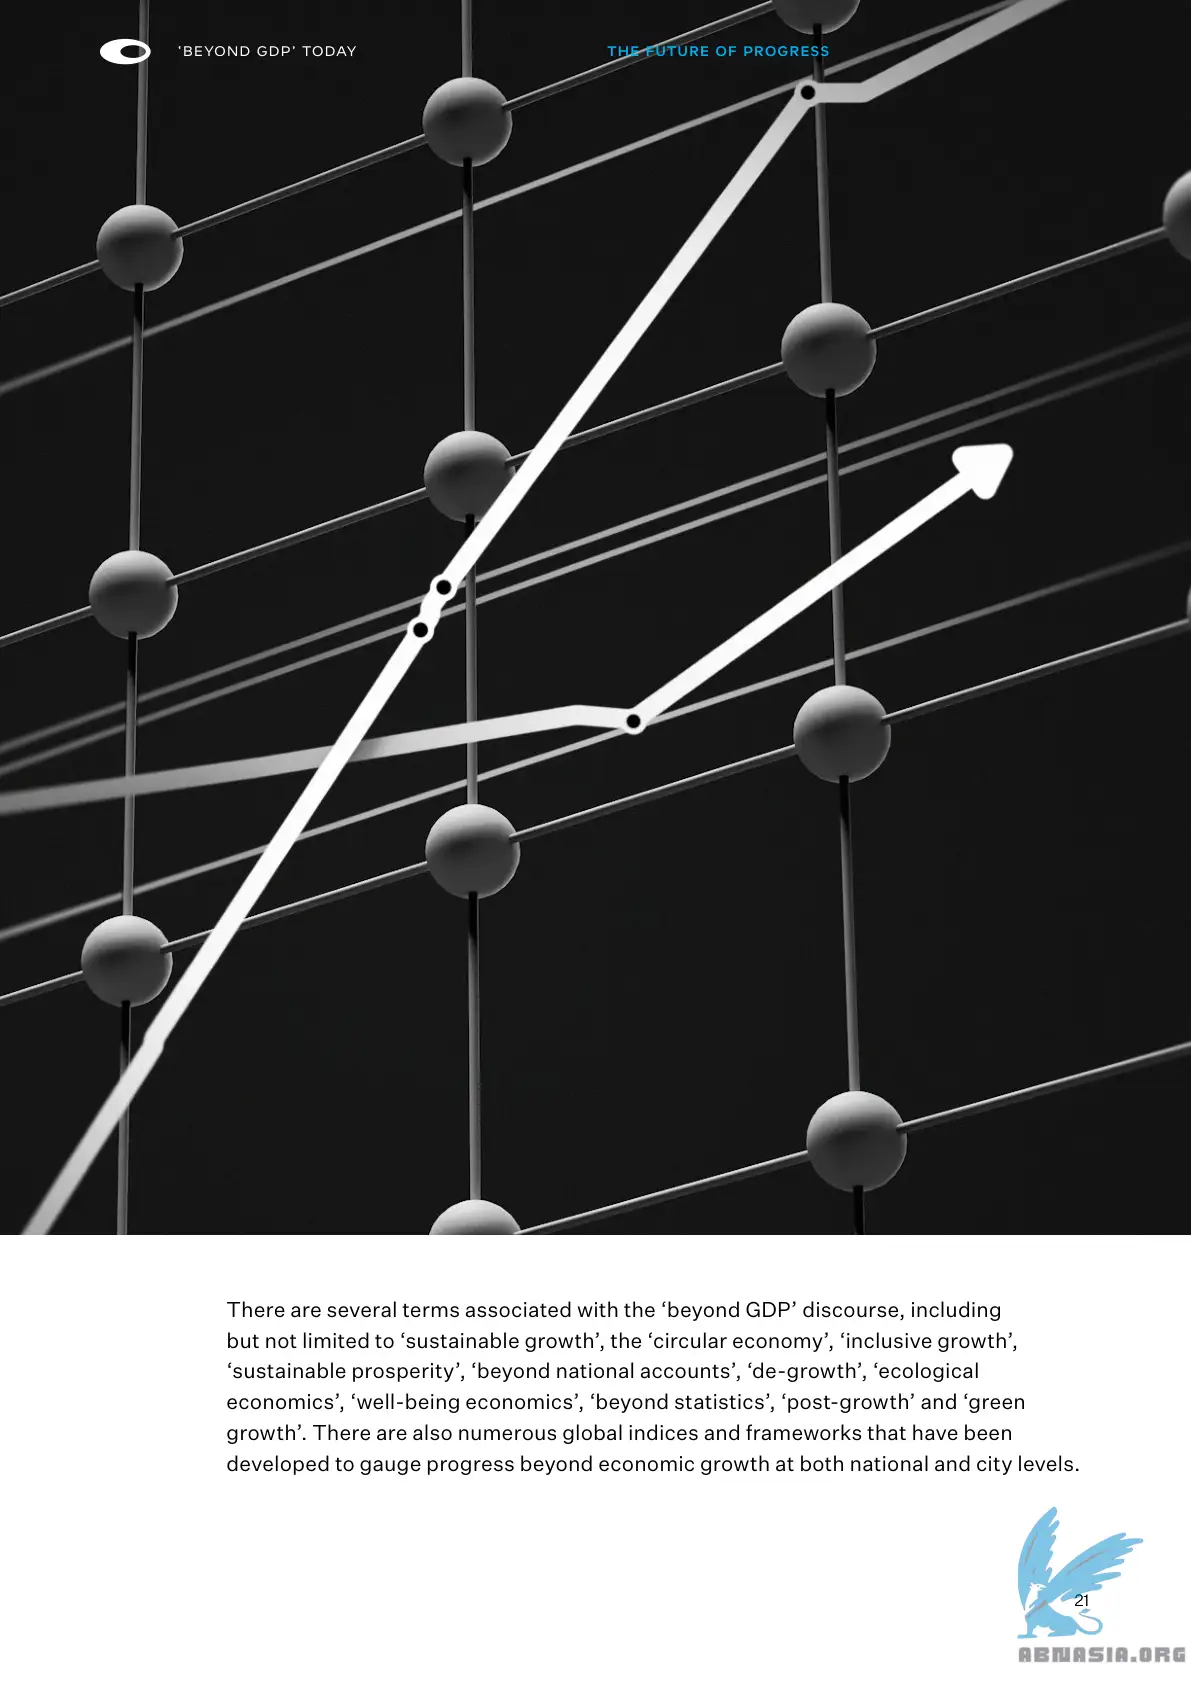 'BEYOND GDP' TODAY
THE FUTURE OF PROGRESS
There are several terms associated with the ‘beyond GDP’ discourse, including
but not limited to ‘sustainable growth’, the ‘circular economy’, ‘inclusive growth’,
‘sustainable prosperity’, ‘beyond national accounts’, ‘de-growth’, ‘ecological
economics’, ‘well-being economics’, ‘beyond statistics’, ‘post-growth’ and ‘green
growth’. There are also numerous global indices and frameworks that have been
developed to gauge progress beyond economic growth at both national and city levels.
21
ABNASIA.ORG